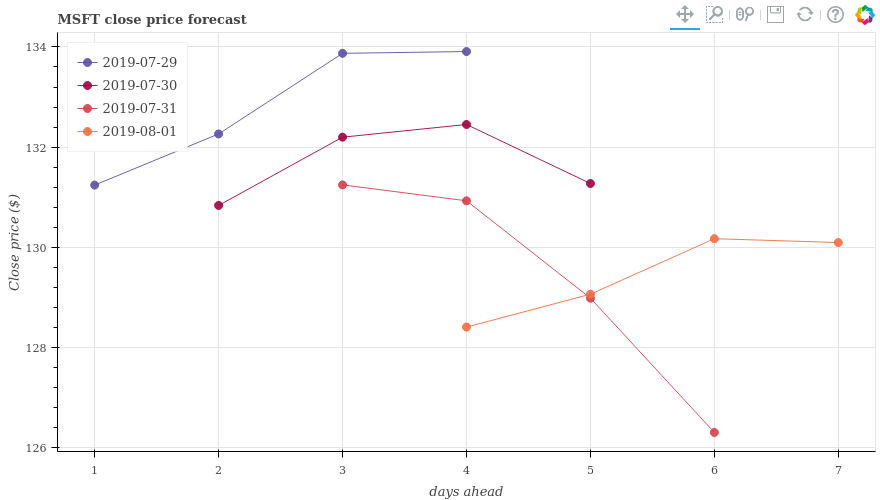 MSFT close price forecast
134
132
130
128
126
Close price ($)
2019-07-29
2019-07-30
2019-07-31
2019-08-01
1 2 3 4 5 6 7
days ahead